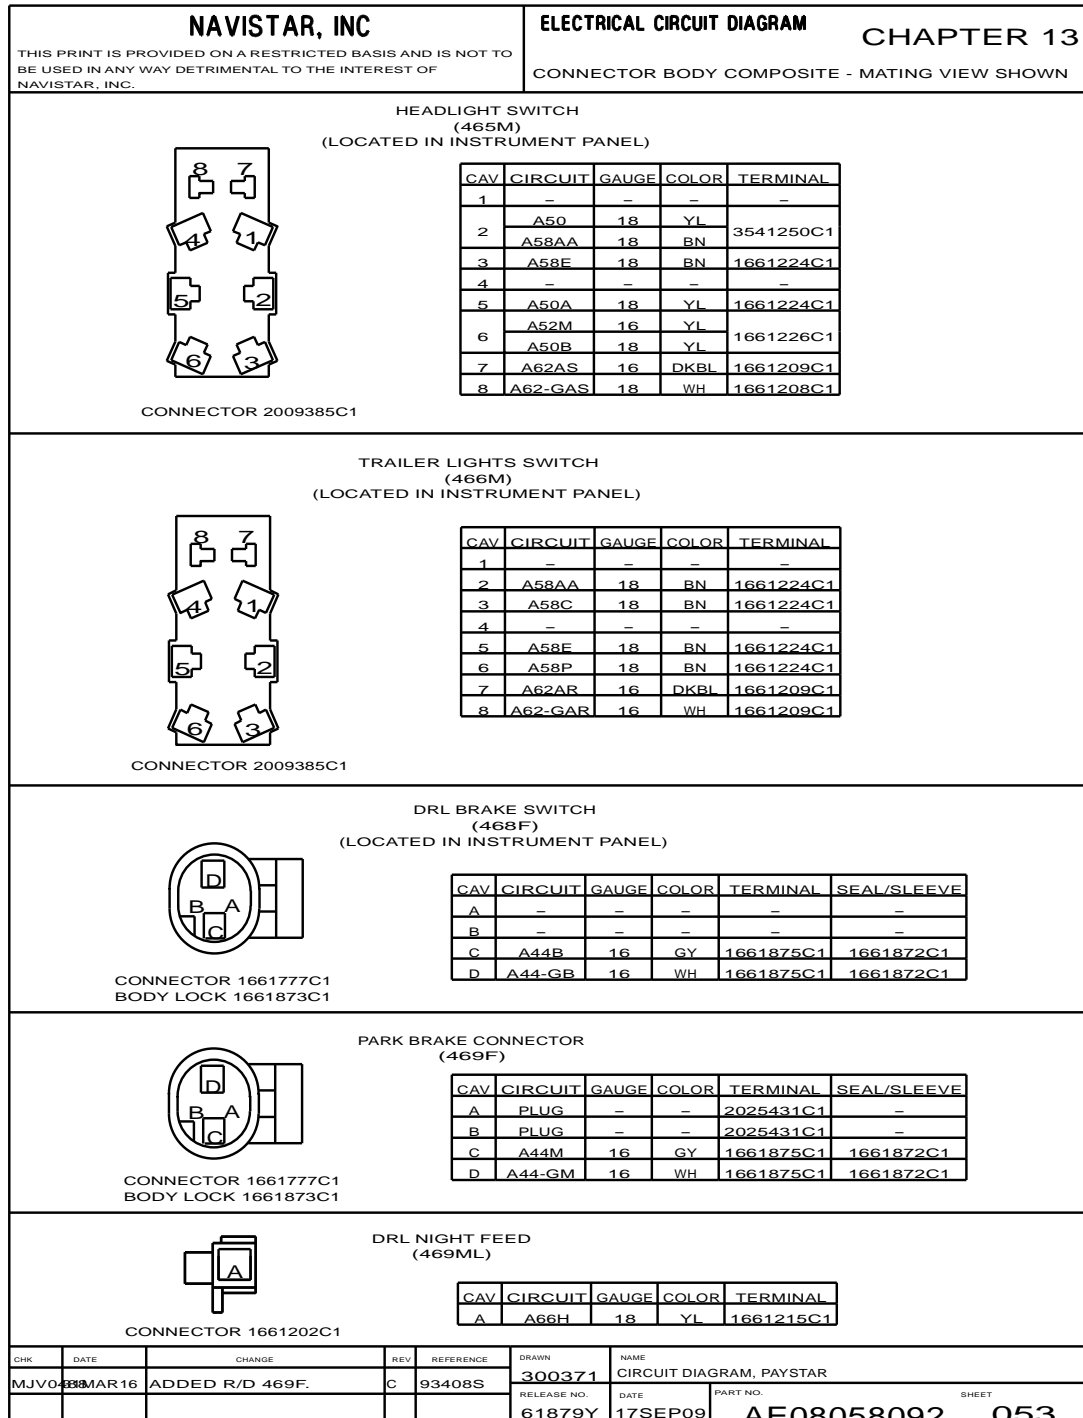 NAVISTAR, INC
THIS PRINT IS PROVIDED ON A RESTRICTED BASIS AND IS NOT TO
BE USED IN ANY WAY DETRIMENTAL TO THE INTEREST OF
NAVISTAR, INC.
ELECTRICAL CIRCUIT DIAGRAM
CHAPTER 13
CONNECTOR BODY COMPOSITE - MATING VIEW SHOWN
HEADLIGHT SWITCH
(465M)
(LOCATED IN INSTRUMENT PANEL)
8 7
4 1
5 2
6 3
CONNECTOR 2009385C1
CAV CIRCUIT GAUGE COLOR TERMINAL
1 – – – –
2 A50 18 YL 3541250C1
A58AA 18 BN
3 A58E 18 BN 1661224C1
4 – – – –
5 A50A 18 YL 1661224C1
6 A52M 16 YL 1661226C1
A50B 18 YL
7 A62AS 16 DKBL 1661209C1
8 A62-GAS 18 WH 1661208C1
TRAILER LIGHTS SWITCH
(466M)
(LOCATED IN INSTRUMENT PANEL)
8 7
4 1
5 2
6 3
CONNECTOR 2009385C1
CAV CIRCUIT GAUGE COLOR TERMINAL
1 – – – –
2 A58AA 18 BN 1661224C1
3 A58C 18 BN 1661224C1
4 – – – –
5 A58E 18 BN 1661224C1
6 A58P 18 BN 1661224C1
7 A62AR 16 DKBL 1661209C1
8 A62-GAR 16 WH 1661209C1
DRL BRAKE SWITCH
(468F)
(LOCATED IN INSTRUMENT PANEL)
D
B A
C
CONNECTOR 1661777C1
BODY LOCK 1661873C1
CAV CIRCUIT GAUGE COLOR TERMINAL SEAL/SLEEVE
A – – – – –
B – – – – –
C A44B 16 GY 1661875C1 1661872C1
D A44-GB 16 WH 1661875C1 1661872C1
PARK BRAKE CONNECTOR
(469F)
D
B A
C
CONNECTOR 1661777C1
BODY LOCK 1661873C1
CAV CIRCUIT GAUGE COLOR TERMINAL SEAL/SLEEVE
A PLUG – – 2025431C1 –
B PLUG – – 2025431C1 –
C A44M 16 GY 1661875C1 1661872C1
D A44-GM 16 WH 1661875C1 1661872C1
DRL NIGHT FEED
(469ML)
A
CONNECTOR 1661202C1
CAV CIRCUIT GAUGE COLOR TERMINAL
A A66H 18 YL 1661215C1
CHK DATE CHANGE REV REFERENCE
ADDED R/D 469F. C 93408S
DRAWN
300371
NAME
CIRCUIT DIAGRAM, PAYSTAR
RELEASE NO.
61879Y
DATE
17SEP09
PART NO.
AE08058092
SHEET
053